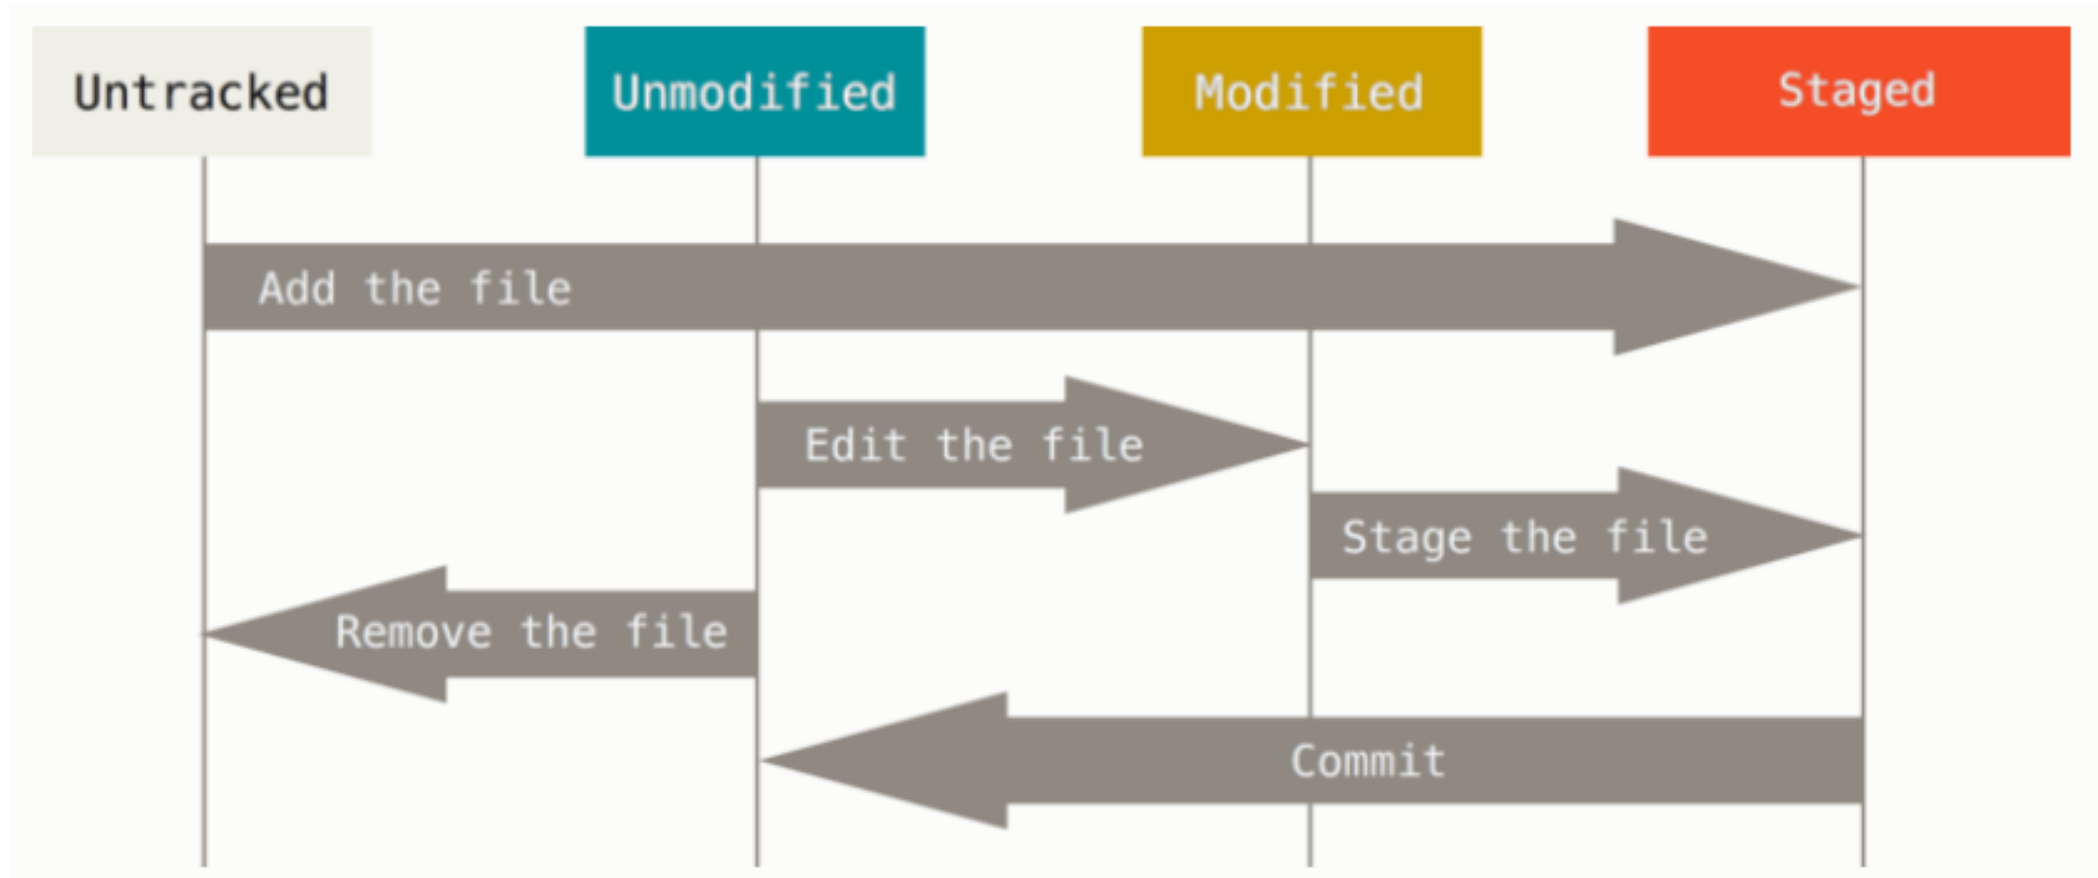 Untracked
Unmodified
Modified
Staged
Add the file
Edit the file
Stage the file
Remove the file
Commit